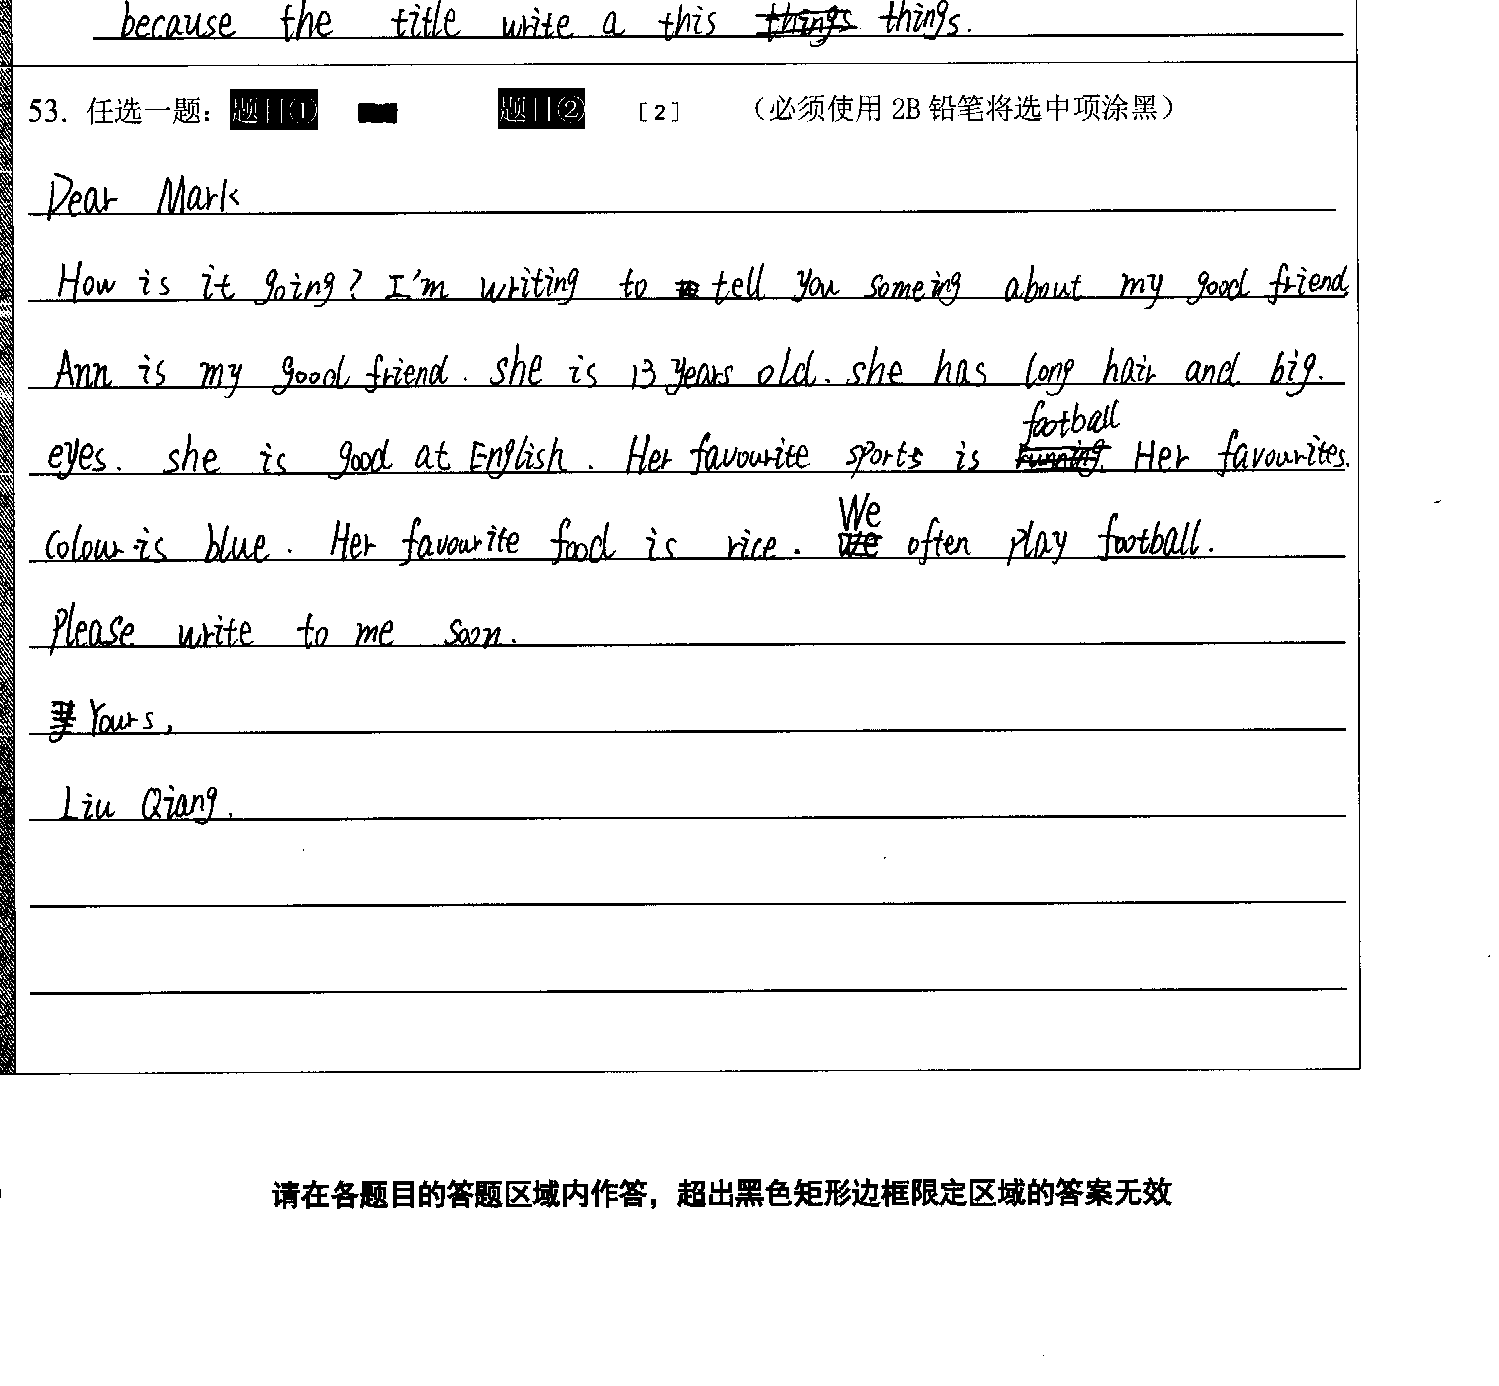 because the title write a this things things.
53. 任选一题: 题目① 题目② [2] （必须使用 2B 铅笔将选中项涂黑）
Dear Mark
How is it going? I'm writing to tell you someing about my good friend.
Ann is my good friend. she is 13 years old. she has long hair and big.
football
eyes. she is good at English. Her favourite sports is running. Her favourites.
We
colour is blue. Her favourite food is rice. we often play football.
Please write to me soon.
Yours,
Liu Qiang.
请在各题目的答题区域内作答，超出黑色矩形边框限定区域的答案无效